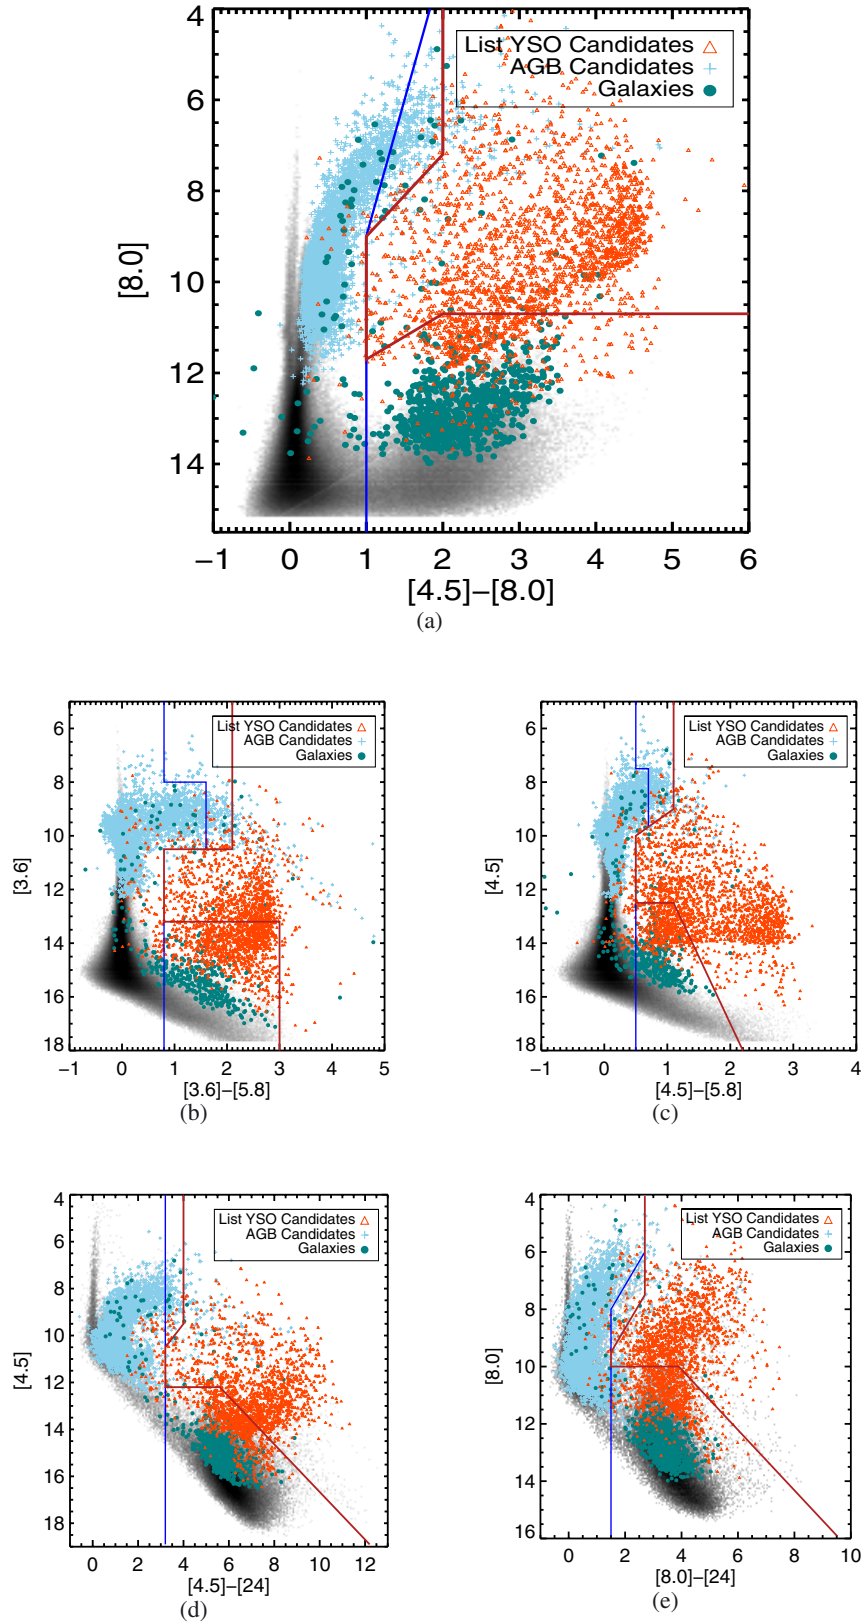 4
6
8
10
12
14
[8.0]
List YSO Candidates
AGB Candidates
Galaxies
−1 0 1 2 3 4 5 6
[4.5]−[8.0]
(a)
6
8
10
12
14
16
18
[3.6]
List YSO Candidates
AGB Candidates
Galaxies
−1 0 1 2 3 4 5
[3.6]−[5.8]
(b)
6
8
10
12
14
16
18
[4.5]
List YSO Candidates
AGB Candidates
Galaxies
−1 0 1 2 3 4
[4.5]−[5.8]
(c)
4
6
8
10
12
14
16
18
[4.5]
List YSO Candidates
AGB Candidates
Galaxies
0 2 4 6 8 10 12
[4.5]−[24]
(d)
4
6
8
10
12
14
16
[8.0]
List YSO Candidates
AGB Candidates
Galaxies
0 2 4 6 8 10
[8.0]−[24]
(e)